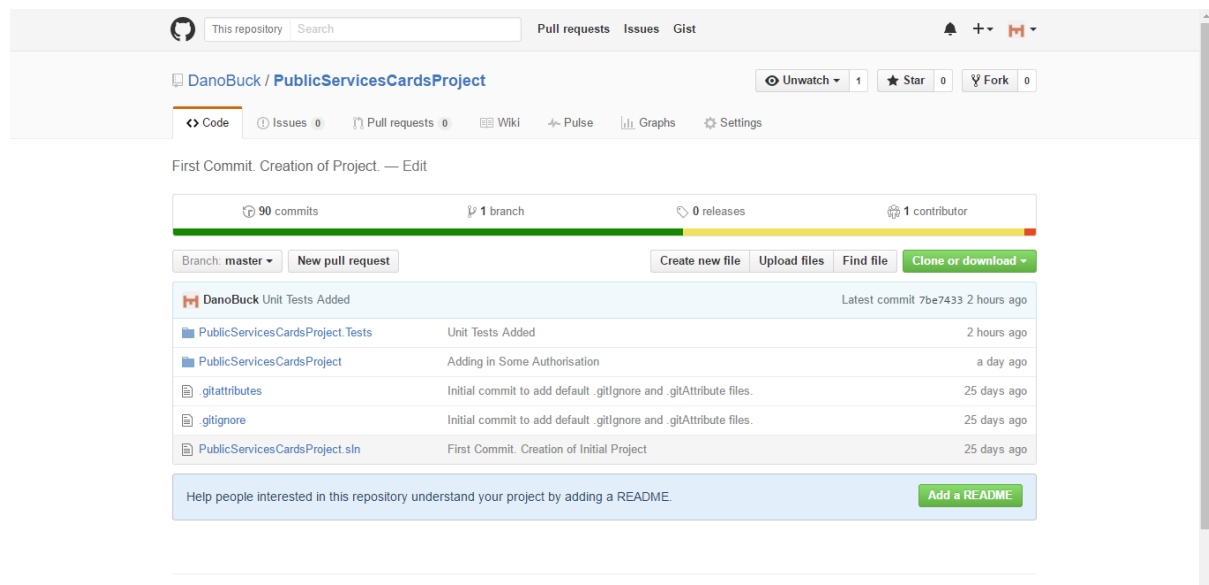 This repository Search Pull requests Issues Gist
DanoBuck / PublicServicesCardsProject Unwatch 1 Star 0 Fork 0
Code Issues 0 Pull requests 0 Wiki Pulse Graphs Settings
First Commit. Creation of Project. — Edit
90 commits 1 branch 0 releases 1 contributor
Branch: master New pull request Create new file Upload files Find file Clone or download
DanoBuck Unit Tests Added Latest commit 7be7433 2 hours ago
PublicServicesCardsProject.Tests Unit Tests Added 2 hours ago
PublicServicesCardsProject Adding in Some Authorisation a day ago
.gitattributes Initial commit to add default .gitIgnore and .gitAttribute files. 25 days ago
.gitignore Initial commit to add default .gitIgnore and .gitAttribute files. 25 days ago
PublicServicesCardsProject.sln First Commit. Creation of Initial Project 25 days ago
Help people interested in this repository understand your project by adding a README. Add a README